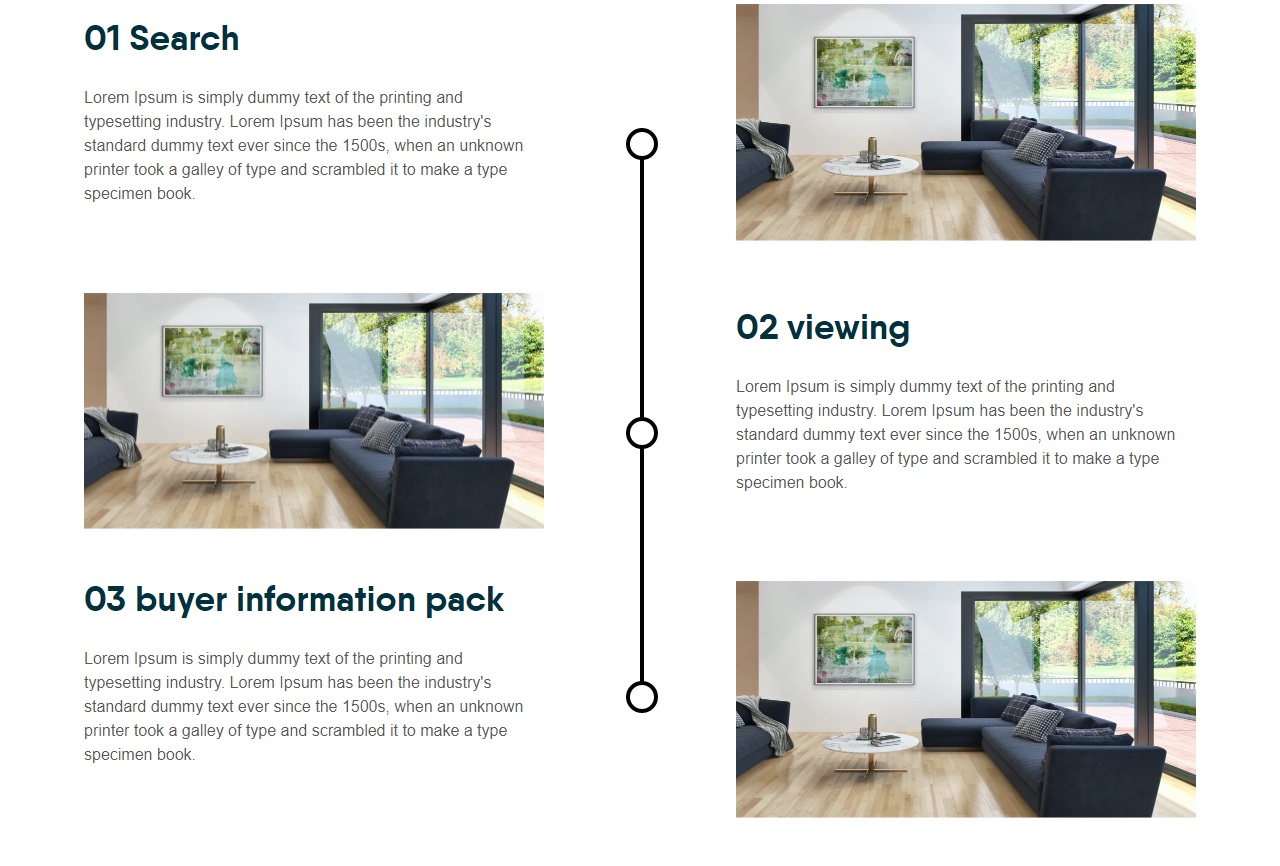 01 Search
Lorem Ipsum is simply dummy text of the printing and
typesetting industry. Lorem Ipsum has been the industry's
standard dummy text ever since the 1500s, when an unknown
printer took a galley of type and scrambled it to make a type
specimen book.
02 viewing
Lorem Ipsum is simply dummy text of the printing and
typesetting industry. Lorem Ipsum has been the industry's
standard dummy text ever since the 1500s, when an unknown
printer took a galley of type and scrambled it to make a type
specimen book.
03 buyer information pack
Lorem Ipsum is simply dummy text of the printing and
typesetting industry. Lorem Ipsum has been the industry's
standard dummy text ever since the 1500s, when an unknown
printer took a galley of type and scrambled it to make a type
specimen book.